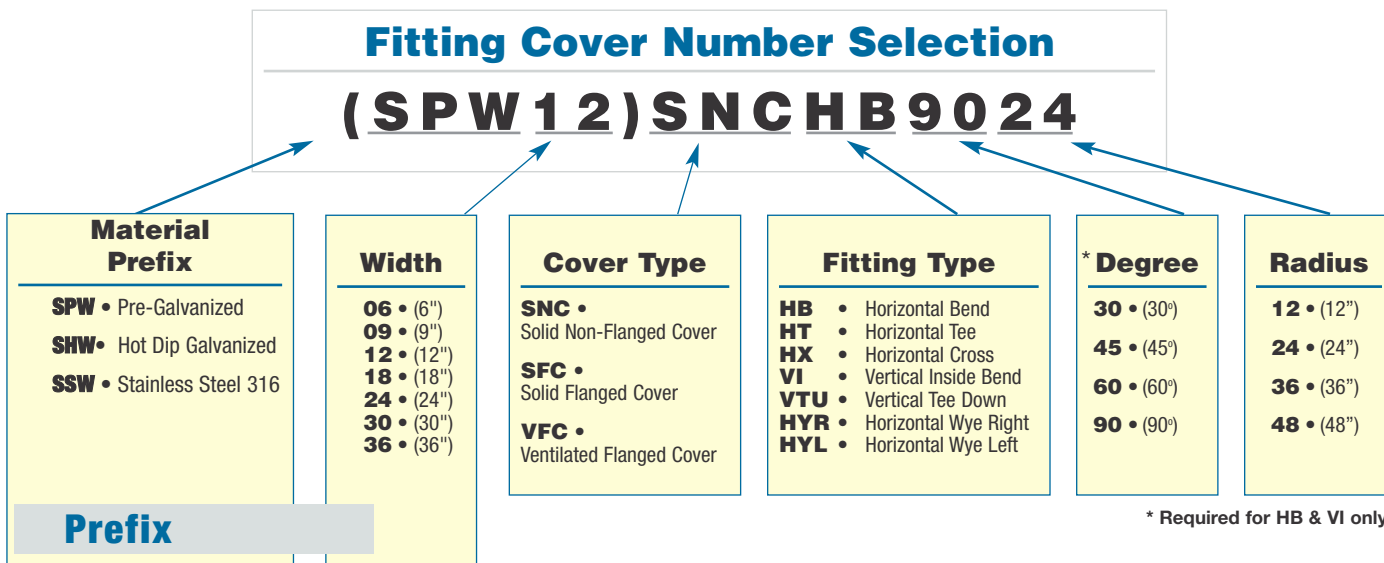 Fitting Cover Number Selection
(SPW12)SNCHB9024
Material
Prefix
SPW • Pre-Galvanized
SHW• Hot Dip Galvanized
SSW • Stainless Steel 316
Prefix
Width
06 • (6")
09 • (9")
12 • (12")
18 • (18")
24 • (24")
30 • (30")
36 • (36")
Cover Type
SNC •
Solid Non-Flanged Cover
SFC •
Solid Flanged Cover
VFC •
Ventilated Flanged Cover
Fitting Type
HB • Horizontal Bend
HT • Horizontal Tee
HX • Horizontal Cross
VI • Vertical Inside Bend
VTU • Vertical Tee Down
HYR • Horizontal Wye Right
HYL • Horizontal Wye Left
* Degree
30 • (30º)
45 • (45º)
60 • (60º)
90 • (90º)
Radius
12 • (12”)
24 • (24”)
36 • (36”)
48 • (48”)
* Required for HB & VI only